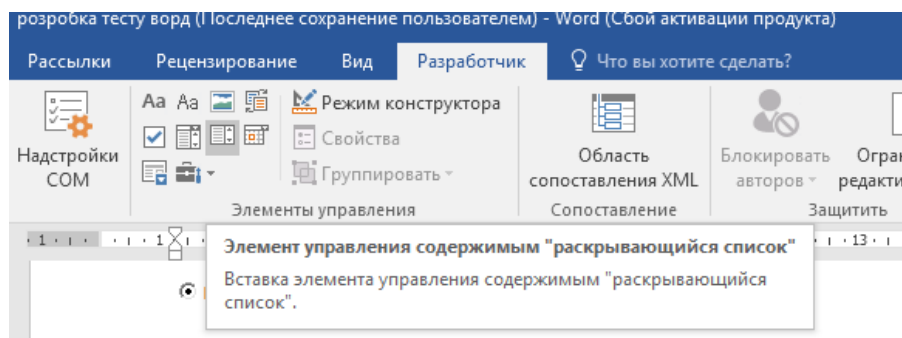 розробка тесту ворд (Последнее сохранение пользователем) - Word (Сбой активации продукта)
Рассылки Рецензирование Вид Разработчик Что вы хотите сделать?
Aa Aa Режим конструктора
Свойства
Группировать
Надстройки
COM
Область
сопоставления XML
Блокировать
авторов
Элементы управления Сопоставление Защитить
1 1 13
Элемент управления содержимым "раскрывающийся список"
Вставка элемента управления содержимым "раскрывающийся
список".